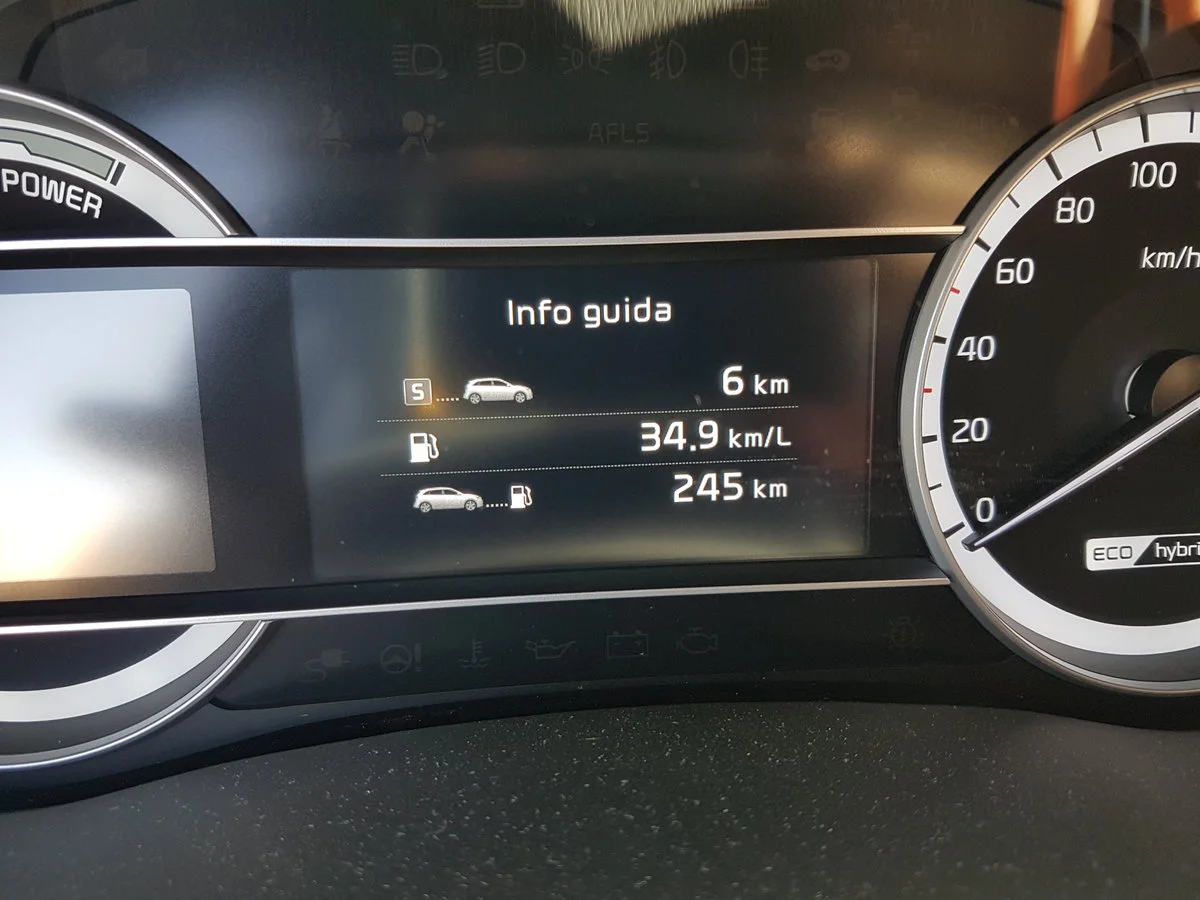 AFLS
POWER
Info guida
S 6 km
34.9 km/L
245 km
100
80
km/h
60
40
20
0
ECO hybri